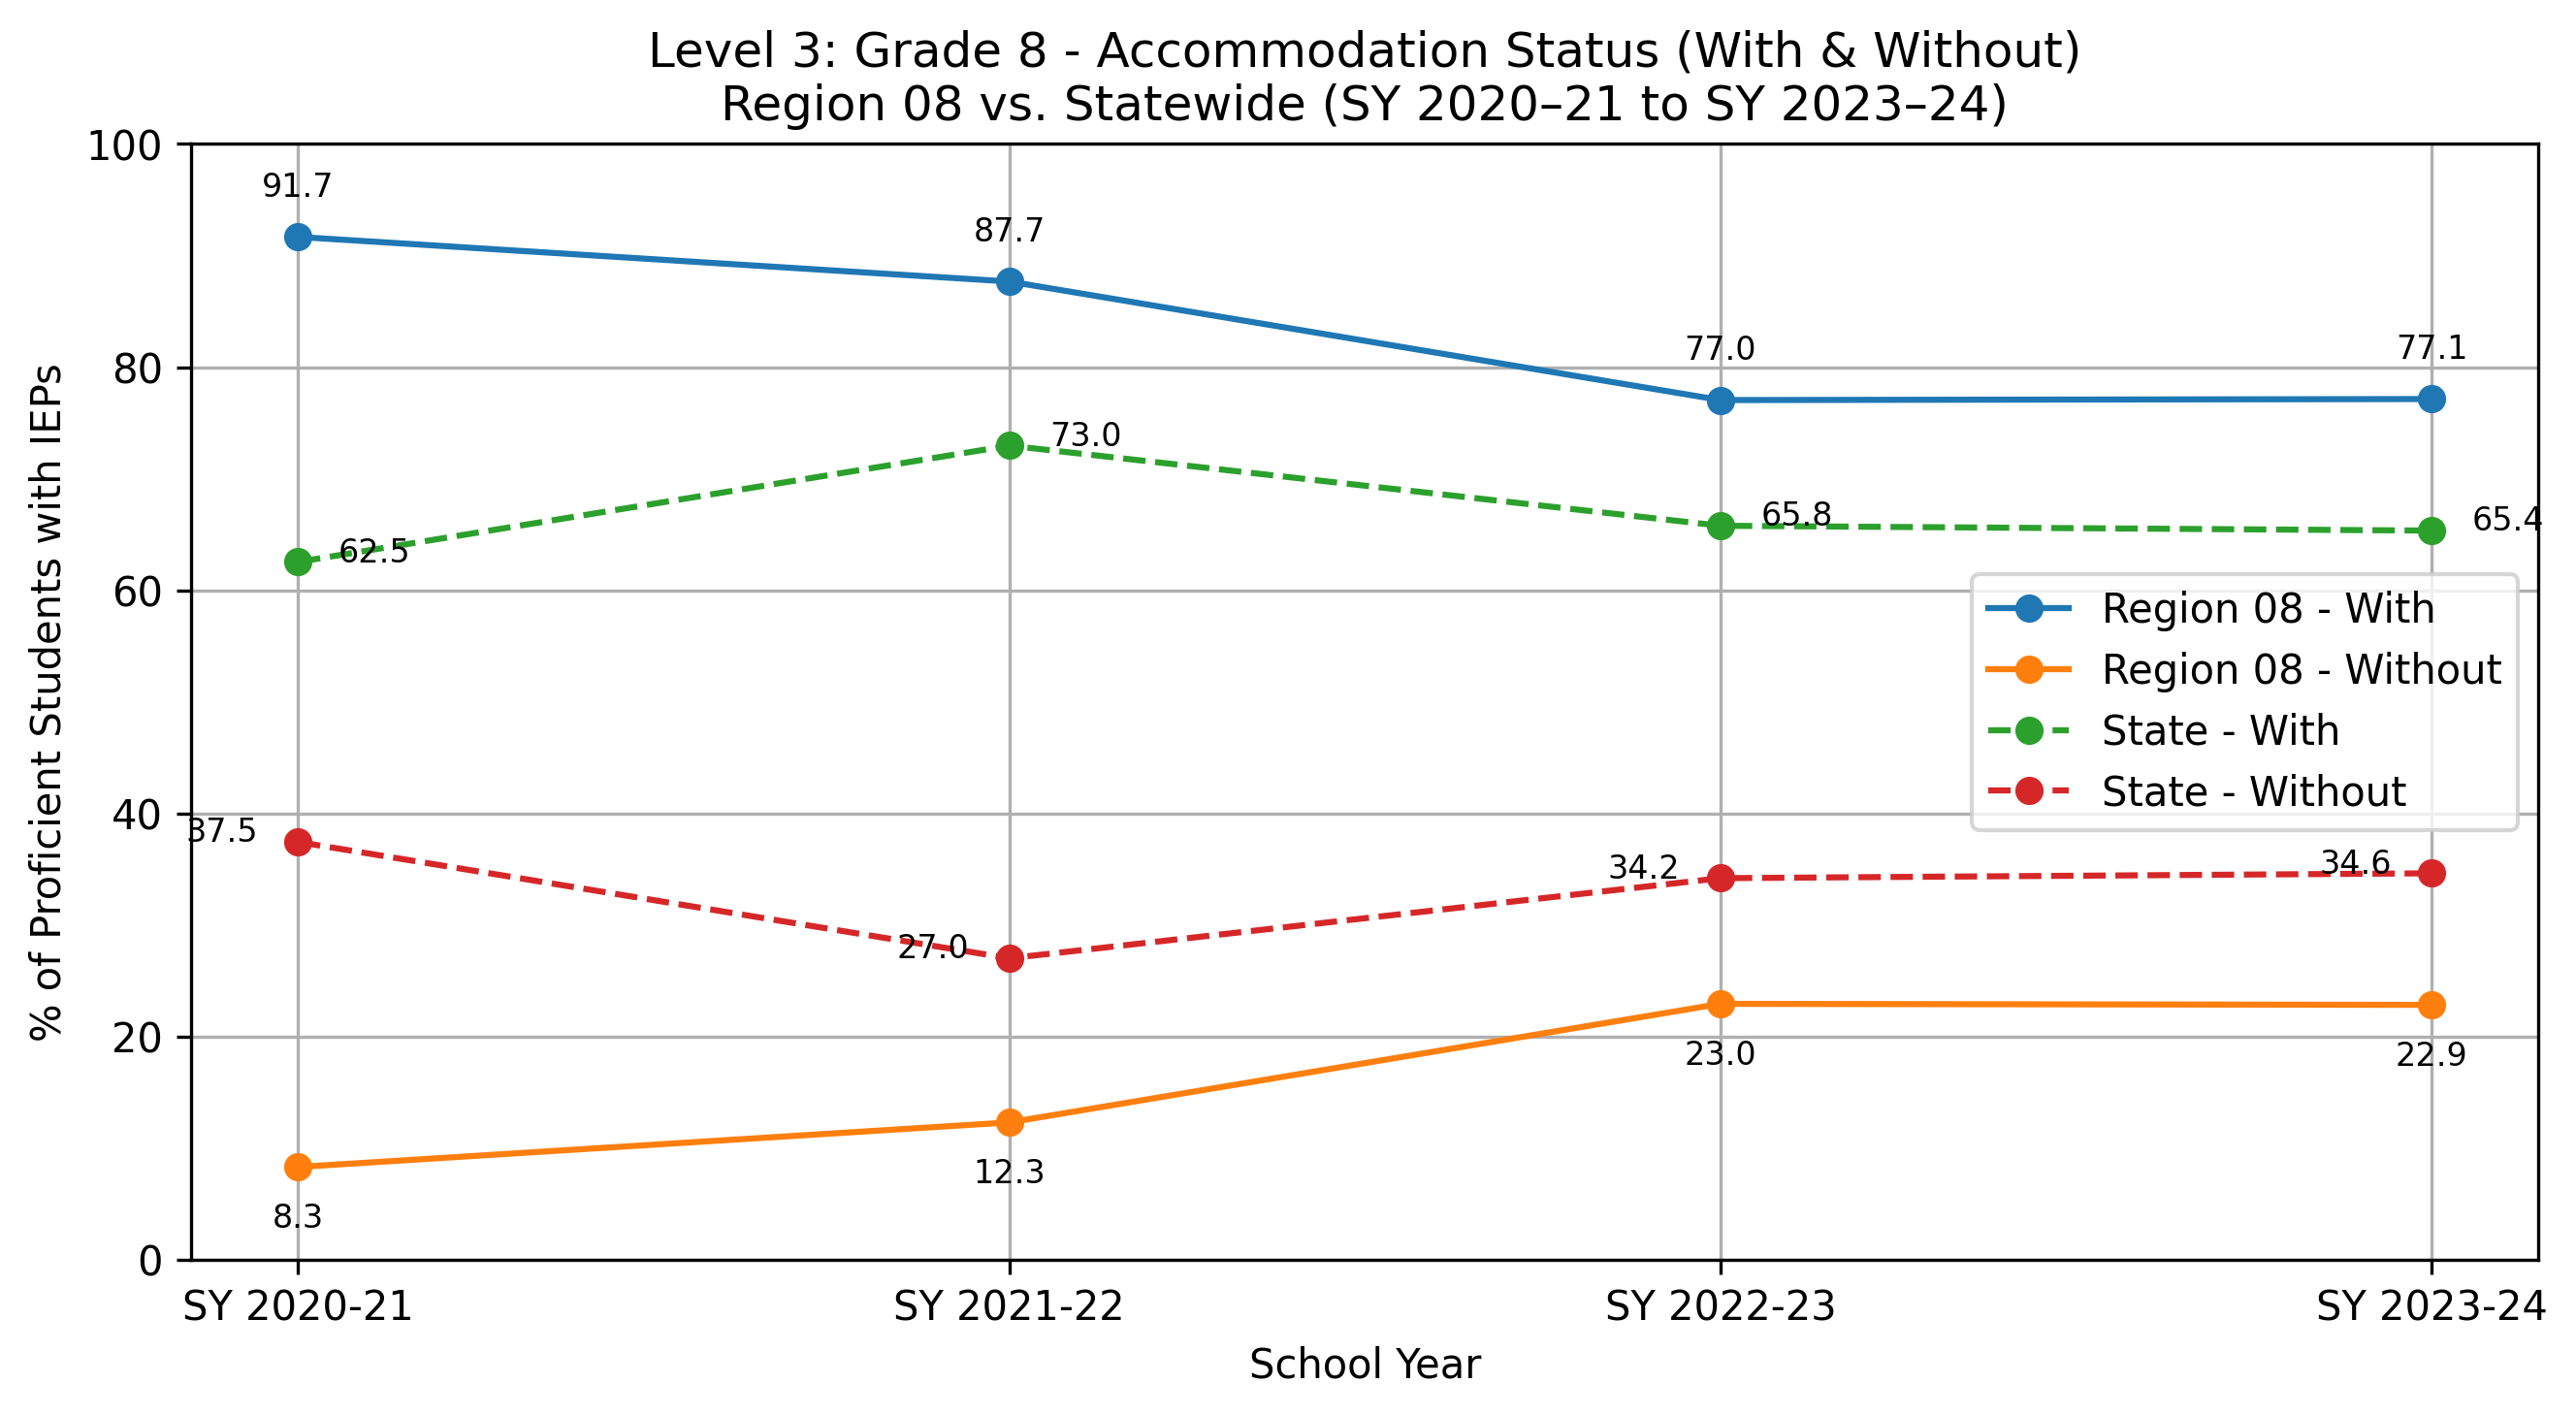 Level 3: Grade 8 - Accommodation Status (With & Without)
Region 08 vs. Statewide (SY 2020–21 to SY 2023–24)
% of Proficient Students with IEPs
100
80
60
40
20
0
91.7
87.7
77.0
77.1
62.5
73.0
65.8
65.4
37.5
27.0
34.2
34.6
8.3
12.3
23.0
22.9
Region 08 - With
Region 08 - Without
State - With
State - Without
SY 2020-21
SY 2021-22
SY 2022-23
SY 2023-24
School Year